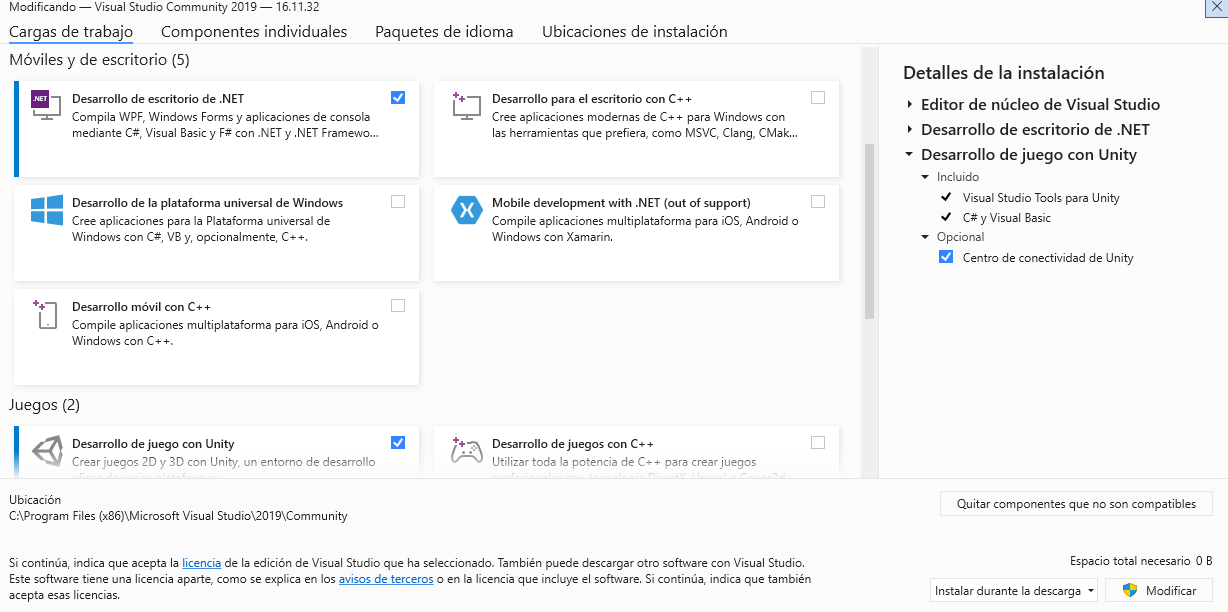 Modificando — Visual Studio Community 2019 — 16.11.32
Cargas de trabajo
Componentes individuales
Paquetes de idioma
Ubicaciones de instalación
Móviles y de escritorio (5)
.NET
Desarrollo de escritorio de .NET
Compila WPF, Windows Forms y aplicaciones de consola
mediante C#, Visual Basic y F# con .NET y .NET Framewo...
Desarrollo para el escritorio con C++
Cree aplicaciones modernas de C++ para Windows con
las herramientas que prefiera, como MSVC, Clang, CMak...
Desarrollo de la plataforma universal de Windows
Cree aplicaciones para la Plataforma universal de
Windows con C#, VB y, opcionalmente, C++.
Mobile development with .NET (out of support)
Compile aplicaciones multiplataforma para iOS, Android o
Windows con Xamarin.
Desarrollo móvil con C++
Compile aplicaciones multiplataforma para iOS, Android o
Windows con C++.
Juegos (2)
Desarrollo de juego con Unity
Crear juegos 2D y 3D con Unity, un entorno de desarrollo
Desarrollo de juegos con C++
Utilizar toda la potencia de C++ para crear juegos
Detalles de la instalación
Editor de núcleo de Visual Studio
Desarrollo de escritorio de .NET
Desarrollo de juego con Unity
Incluido
Visual Studio Tools para Unity
C# y Visual Basic
Opcional
Centro de conectividad de Unity
Ubicación
C:\Program Files (x86)\Microsoft Visual Studio\2019\Community
Quitar componentes que no son compatibles
Si continúa, indica que acepta la licencia de la edición de Visual Studio que ha seleccionado. También puede descargar otro software con Visual Studio.
Este software tiene una licencia aparte, como se explica en los avisos de terceros o en la licencia que incluye el software. Si continúa, indica que también
acepta esas licencias.
Espacio total necesario 0 B
Instalar durante la descarga
Modificar